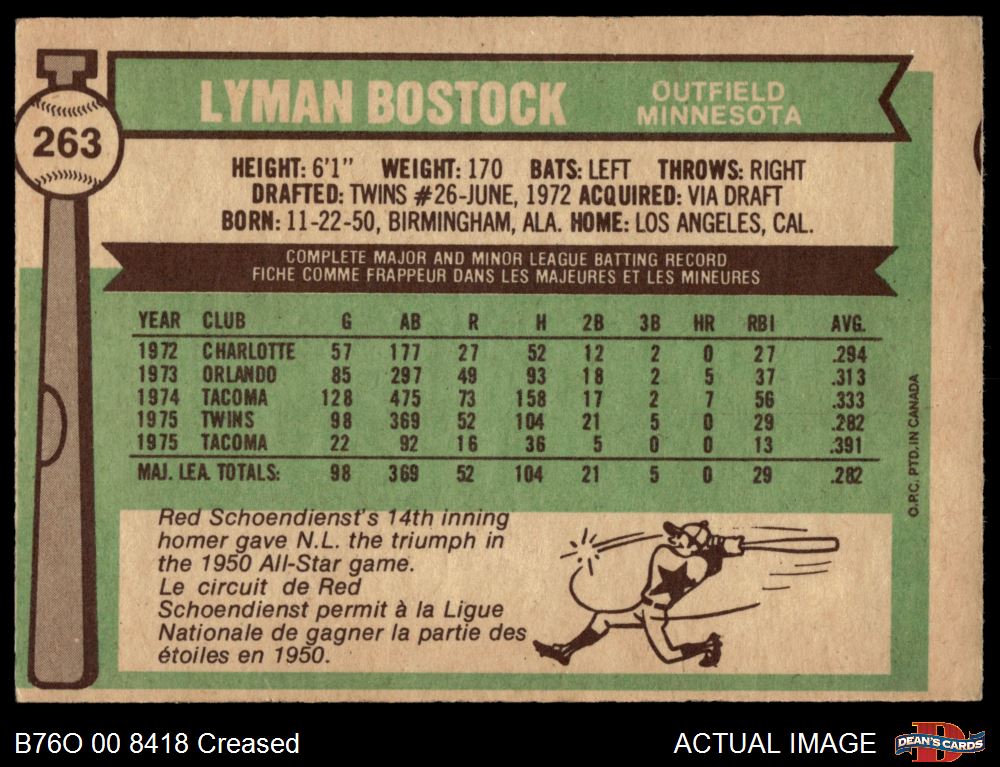 263
LYMAN BOSTOCK
OUTFIELD
MINNESOTA
HEIGHT: 6'1" WEIGHT: 170 BATS: LEFT THROWS: RIGHT
DRAFTED: TWINS #26-JUNE, 1972 ACQUIRED: VIA DRAFT
BORN: 11-22-50, BIRMINGHAM, ALA. HOME: LOS ANGELES, CAL.
COMPLETE MAJOR AND MINOR LEAGUE BATTING RECORD
FICHE COMME FRAPPEUR DANS LES MAJEURES ET LES MINEURES
YEAR CLUB G AB R H 2B 3B HR RBI AVG.
1972 CHARLOTTE 57 177 27 52 12 2 0 27 .294
1973 ORLANDO 85 297 49 93 18 2 5 37 .313
1974 TACOMA 128 475 73 158 17 2 7 56 .333
1975 TWINS 98 369 52 104 21 5 0 29 .282
1975 TACOMA 22 92 16 36 5 0 0 13 .391
MAJ. LEA. TOTALS: 98 369 52 104 21 5 0 29 .282
O.P.C. PTD. IN CANADA
Red Schoendienst's 14th inning
homer gave N.L. the triumph in
the 1950 All-Star game.
Le circuit de Red
Schoendienst permit à la Ligue
Nationale de gagner la partie des
étoiles en 1950.
B76O 00 8418 Creased
ACTUAL IMAGE
D
DEAN'S CARDS